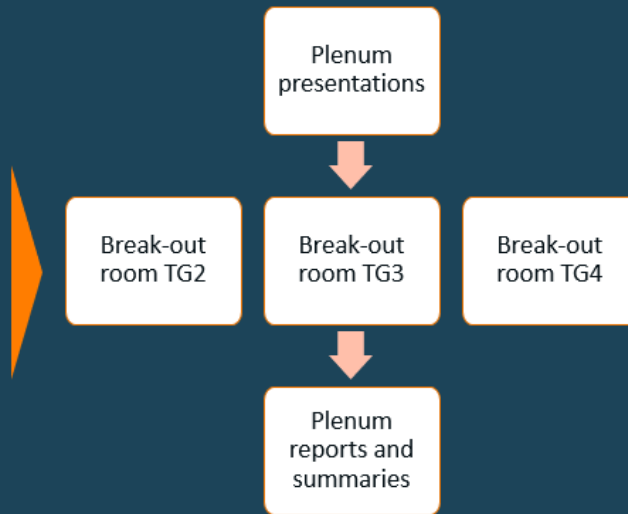 Plenum
presentations
Break-out
room TG2
Break-out
room TG3
Break-out
room TG4
Plenum
reports and
summaries